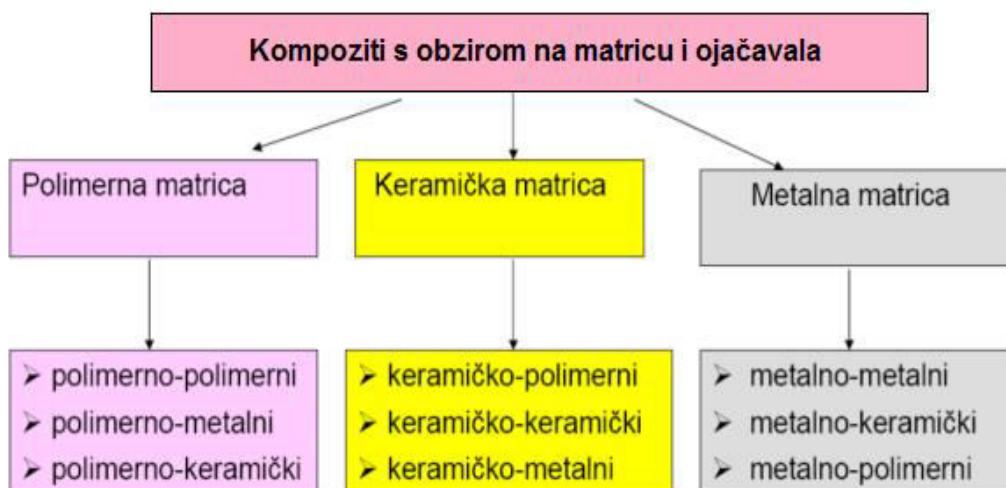 Kompoziti s obzirom na matricu i ojačavala
Polimerna matrica
Keramička matrica
Metalna matrica
➢ polimerno-polimerni
➢ polimerno-metalni
➢ polimerno-keramički
➢ keramičko-polimerni
➢ keramičko-keramički
➢ keramičko-metalni
➢ metalno-metalni
➢ metalno-keramički
➢ metalno-polimerni